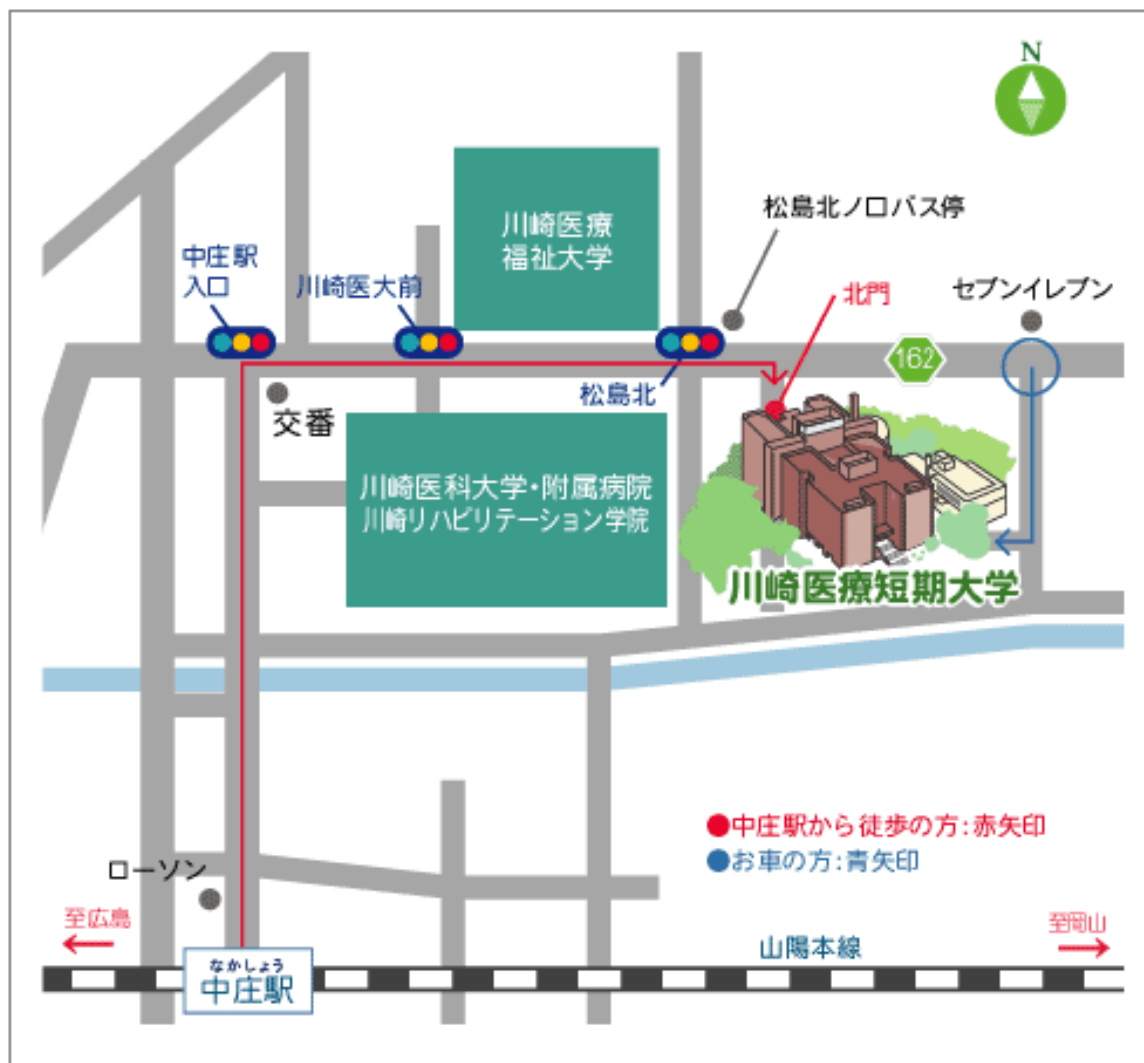 N
川崎医療
福祉大学
松島北ノ口バス停
中庄駅
入口
川崎医大前
北門
セブンイレブン
162
松島北
交番
川崎医科大学・附属病院
川崎リハビリテーション学院
川崎医療短期大学
●中庄駅から徒歩の方:赤矢印
●お車の方:青矢印
ローソン
至広島
至岡山
山陽本線
なかしょう
中庄駅